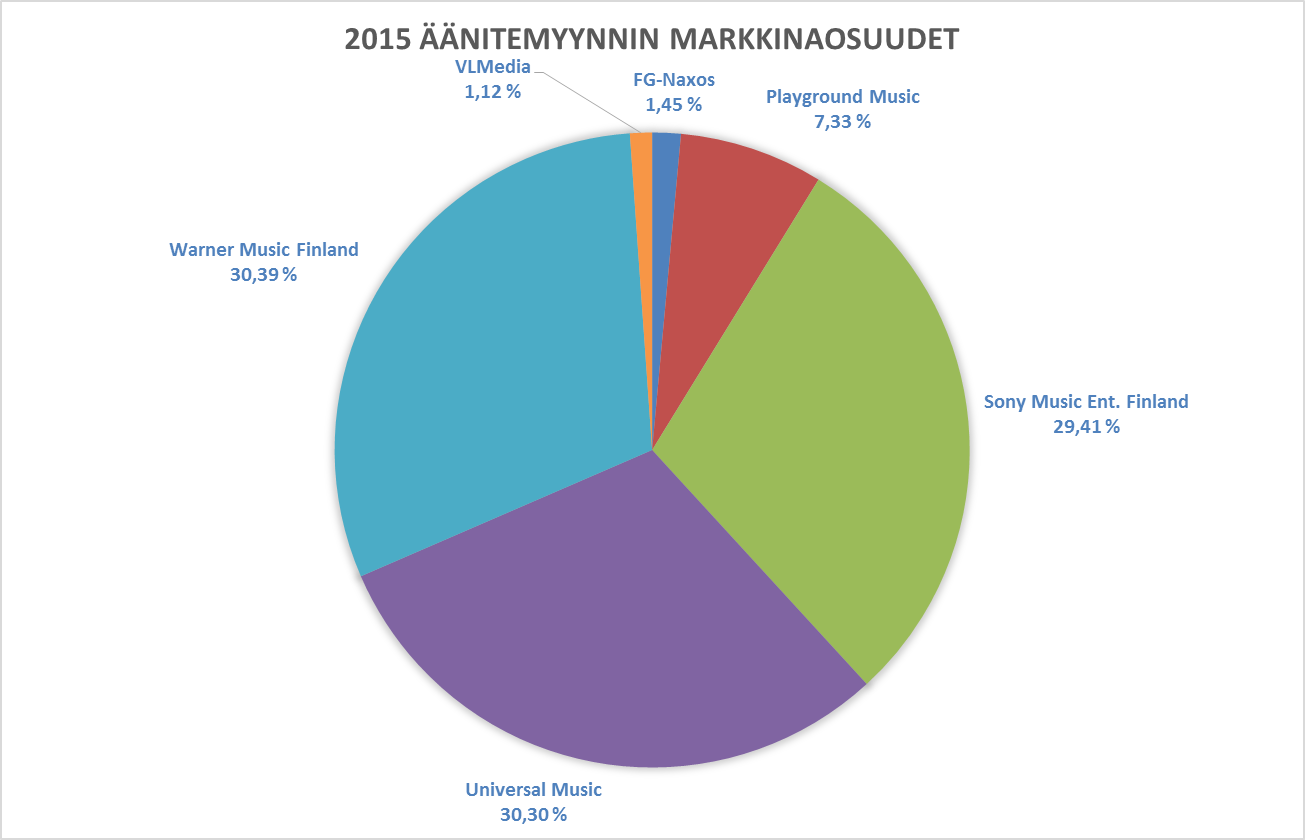 2015 ÄÄNITEMYYNNIN MARKKINAOSUUDET
VLMedia
1,12 %
FG-Naxos
1,45 %
Playground Music
7,33 %
Warner Music Finland
30,39 %
Sony Music Ent. Finland
29,41 %
Universal Music
30,30 %